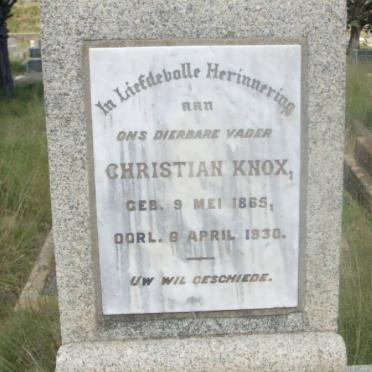 In Liefdevolle Herinnering
aan
ONS DIERBARE VADER
CHRISTIAN KNOX,
GEB. 9 MEI 1865,
OORL. 6 APRIL 1930.
UW WIL GESCHIEDE.